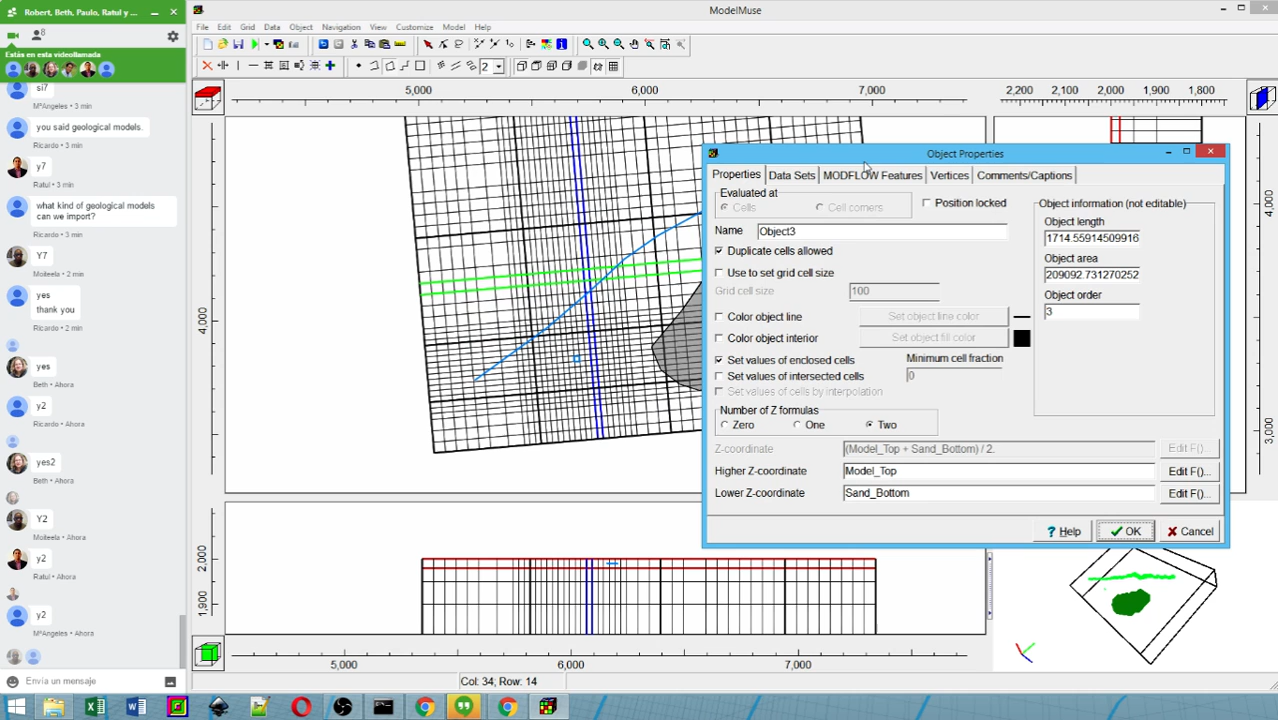 Robert, Beth, Paulo, Ratul y ...
8
Estás en esta videollamada
si7
MªAngeles • 3 min
you said geological models.
Ricardo • 3 min
y7
Ratul • 3 min
what kind of geological models
can we import?
Ricardo • 3 min
Y7
Moiteela • 2 min
yes
thank you
Ricardo • 2 min
yes
Beth • Ahora
y2
Ricardo • Ahora
yes2
Beth • Ahora
Y2
Moiteela • Ahora
y2
Ratul • Ahora
y2
MªAngeles • Ahora
Envía un mensaje
ModelMuse
File Edit Grid Data Object Navigation View Customize Model Help
2
5,000 6,000 7,000
2,200 2,100 2,000 1,900 1,800
4,000
4,000
3,000
Object Properties
Properties Data Sets MODFLOW Features Vertices Comments/Captions
Evaluated at
Cells Cell corners
Position locked
Name Object3
Duplicate cells allowed
Use to set grid cell size
Grid cell size 100
Color object line Set object line color
Color object interior Set object fill color
Set values of enclosed cells Minimum cell fraction
Set values of intersected cells 0
Set values of cells by interpolation
Number of Z formulas
Zero One Two
Z-coordinate (Model_Top + Sand_Bottom) / 2. Edit F()...
Higher Z-coordinate Model_Top Edit F()...
Lower Z-coordinate Sand_Bottom Edit F()...
Object information (not editable)
Object length
1714.55914509916
Object area
209092.731270252
Object order
3
Help OK Cancel
2,000
1,900
5,000 6,000 7,000
Col: 34; Row: 14